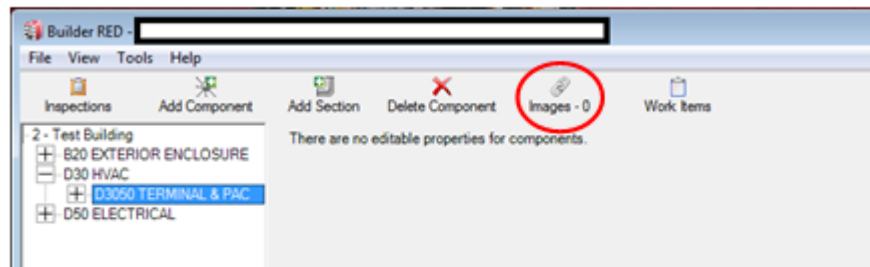 Builder RED -
File View Tools Help
Inspections Add Component Add Section Delete Component Images - 0 Work Items
2 - Test Building
B20 EXTERIOR ENCLOSURE
D30 HVAC
D3050 TERMINAL & PAC
D50 ELECTRICAL
There are no editable properties for components.